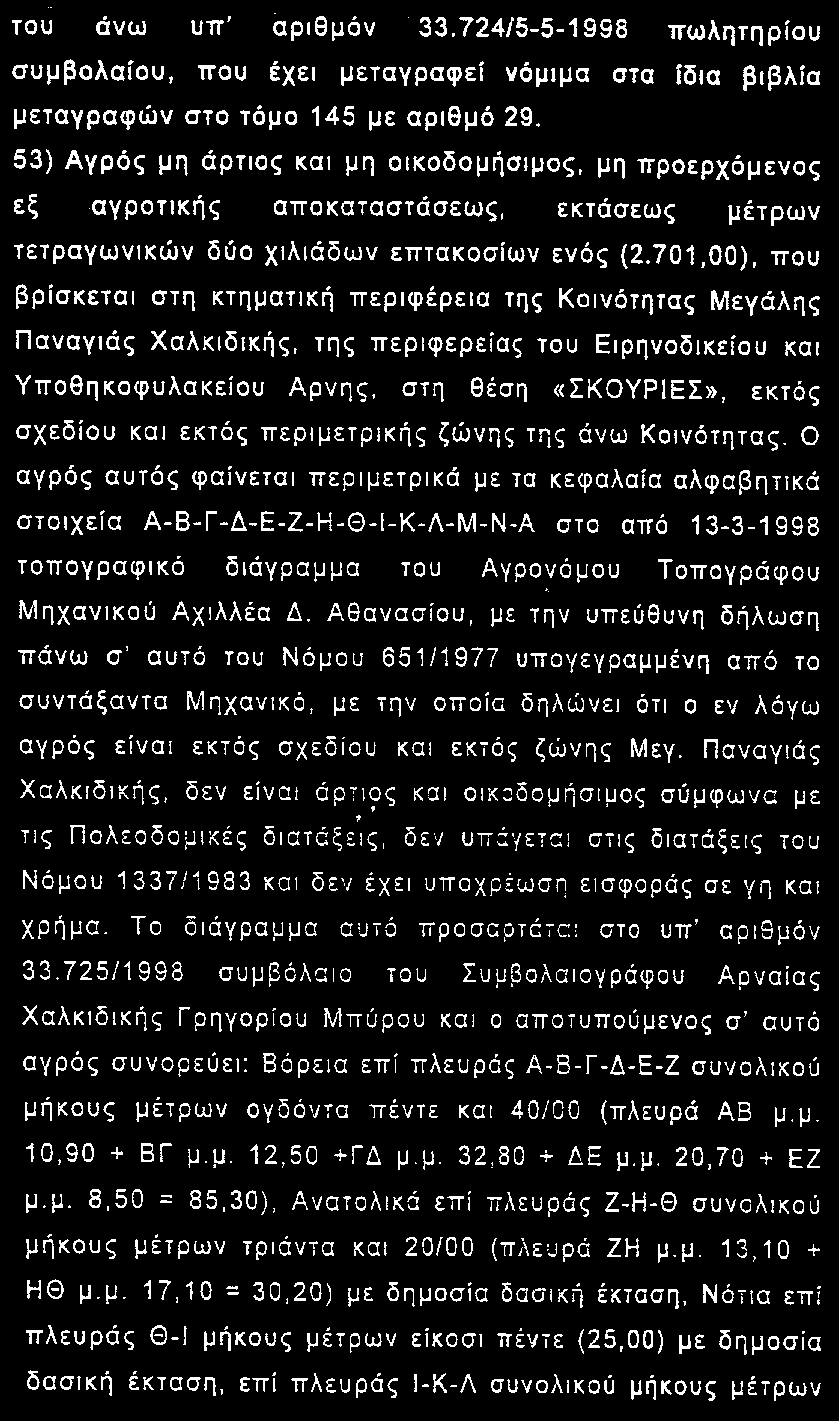 του άνω υπ' αριθμόν 33.724/5-5-1998 πωλητηρίου
συμβολαίου, που έχει μεταγραφεί νόμιμα στα ίδια βιβλία
μεταγραφών στο τόμο 145 με αριθμό 29.
53) Αγρός μη άρτιος και μη οικοδομήσιμος, μη προερχόμενος
εξ αγροτικής αποκαταστάσεως, εκτάσεως μέτρων
τετραγωνικών δύο χιλιάδων επτακοσίων ενός (2.701,00), που
βρίσκεται στη κτηματική περιφέρεια της Κοινότητας Μεγάλης
Παναγιάς Χαλκιδικής, της περιφερείας του Ειρηνοδικείου και
Υποθηκοφυλακείου Αρνης, στη θέση «ΣΚΟΥΡΙΕΣ», εκτός
σχεδίου και εκτός περιμετρικής ζώνης της άνω Κοινότητας. Ο
αγρός αυτός φαίνεται περιμετρικά με τα κεφαλαία αλφαβητικά
στοιχεία Α-Β-Γ-Δ-Ε-Ζ-Η-Θ-Ι-Κ-Λ-Μ-Ν-Α στο από 13-3-1998
τοπογραφικό διάγραμμα του Αγρονόμου Τοπογράφου
Μηχανικού Αχιλλέα Δ. Αθανασίου, με την υπεύθυνη δήλωση
πάνω σ' αυτό του Νόμου 651/1977 υπογεγραμμένη από το
συντάξαντα Μηχανικό, με την οποία δηλώνει ότι ο εν λόγω
αγρός είναι εκτός σχεδίου και εκτός ζώνης Μεγ. Παναγιάς
Χαλκιδικής, δεν είναι άρτιος και οικοδομήσιμος σύμφωνα με
τις Πολεοδομικές διατάξεις, δεν υπάγεται στις διατάξεις του
Νόμου 1337/1983 και δεν έχει υποχρέωση εισφοράς σε γη και
χρήμα. Το διάγραμμα αυτό προσαρτάται στο υπ' αριθμόν
33.725/1998 συμβόλαιο του Συμβολαιογράφου Αρναίας
Χαλκιδικής Γρηγορίου Μπύρου και ο αποτυπούμενος σ' αυτό
αγρός συνορεύει: Βόρεια επί πλευράς Α-Β-Γ-Δ-Ε-Ζ συνολικού
μήκους μέτρων ογδόντα πέντε και 40/00 (πλευρά ΑΒ μ.μ.
10,90 + ΒΓ μ.μ. 12,50 +ΓΔ μ.μ. 32,80 + ΔΕ μ.μ. 20,70 + ΕΖ
μ.μ. 8,50 = 85,30), Ανατολικά επί πλευράς Ζ-Η-Θ συνολικού
μήκους μέτρων τριάντα και 20/00 (πλευρά ΖΗ μ.μ. 13,10 +
ΗΘ μ.μ. 17,10 = 30,20) με δημοσία δασική έκταση, Νότια επί
πλευράς Θ-Ι μήκους μέτρων είκοσι πέντε (25,00) με δημοσία
δασική έκταση, επί πλευράς Ι-Κ-Λ συνολικού μήκους μέτρων